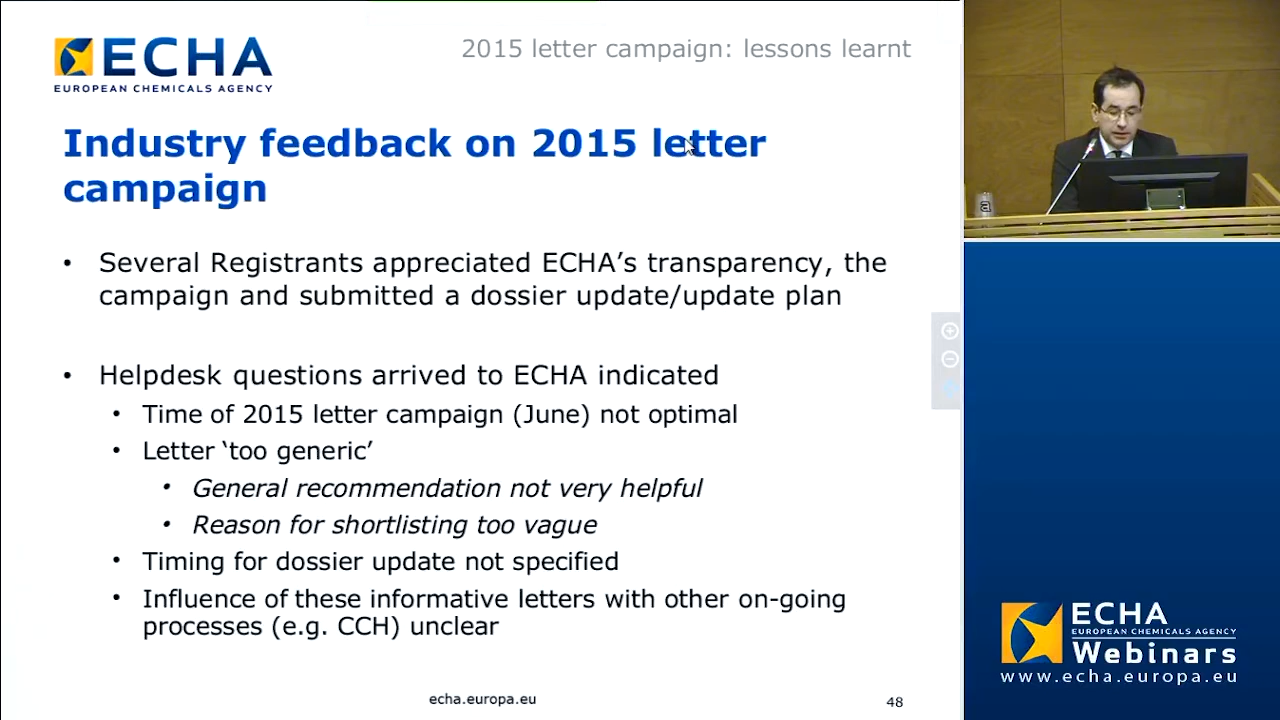 ECHA
EUROPEAN CHEMICALS AGENCY
2015 letter campaign: lessons learnt
Industry feedback on 2015 letter
campaign
• Several Registrants appreciated ECHA’s transparency, the
campaign and submitted a dossier update/update plan
• Helpdesk questions arrived to ECHA indicated
• Time of 2015 letter campaign (June) not optimal
• Letter ‘too generic’
• General recommendation not very helpful
• Reason for shortlisting too vague
• Timing for dossier update not specified
• Influence of these informative letters with other on-going
processes (e.g. CCH) unclear
echa.europa.eu
48
a
ECHA
EUROPEAN CHEMICALS AGENCY
Webinars
www.echa.europa.eu